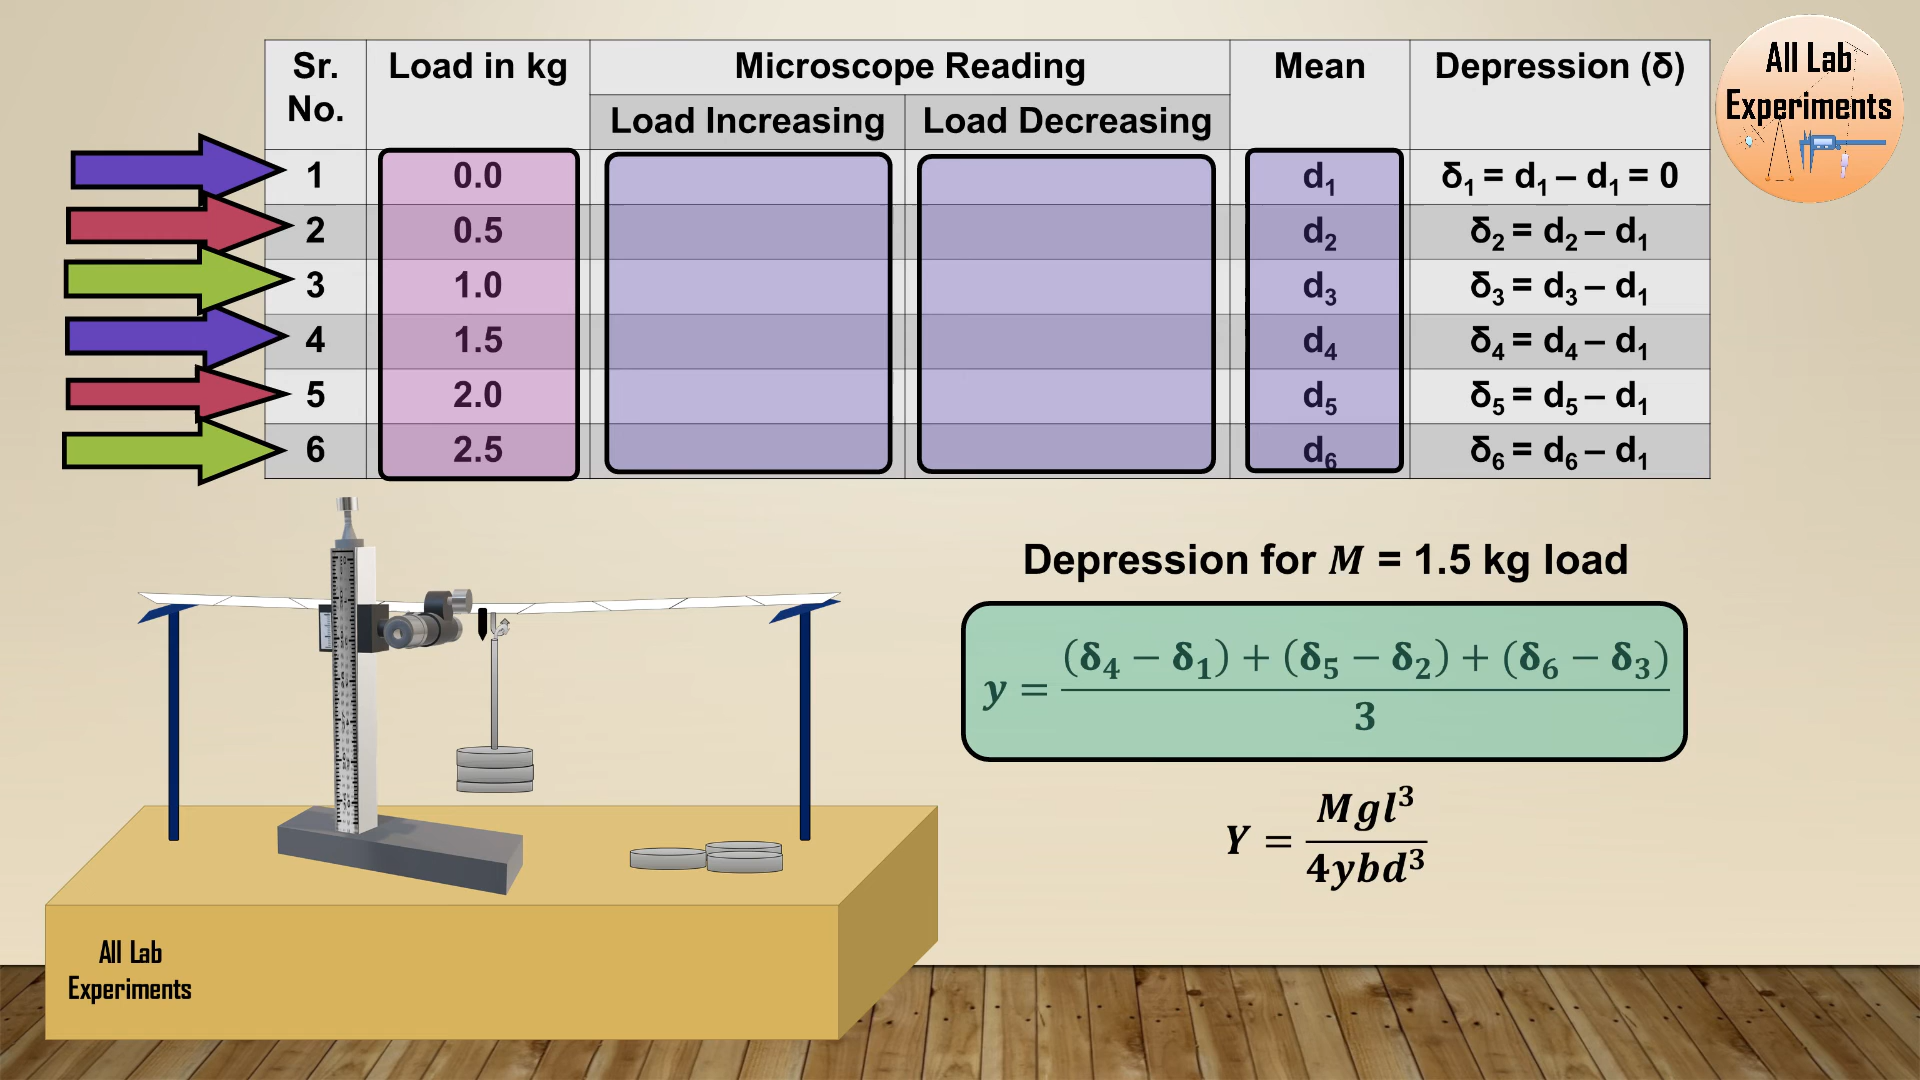 Sr. No. Load in kg Microscope Reading Mean Depression (δ)
Load Increasing Load Decreasing
1 0.0 d₁ δ₁ = d₁ – d₁ = 0
2 0.5 d₂ δ₂ = d₂ – d₁
3 1.0 d₃ δ₃ = d₃ – d₁
4 1.5 d₄ δ₄ = d₄ – d₁
5 2.0 d₅ δ₅ = d₅ – d₁
6 2.5 d₆ δ₆ = d₆ – d₁
All Lab
Experiments
Depression for M = 1.5 kg load
y = (δ₄ − δ₁) + (δ₅ − δ₂) + (δ₆ − δ₃) / 3
Y = Mgl³ / 4ybd³
All Lab
Experiments